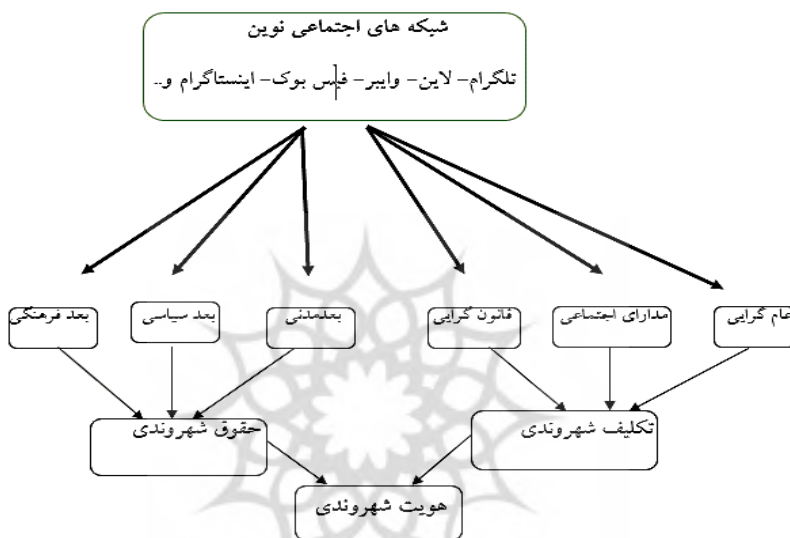 شبکه های اجتماعی نوین
تلگرام– لاین– وایبر– فیس بوک– اینستاگرام و..
عام گرایی
مدارای اجتماعی
قانون گرایی
بعدمدنی
بعد سیاسی
بعد فرهنگی
تکلیف شهروندی
حقوق شهروندی
هویت شهروندی